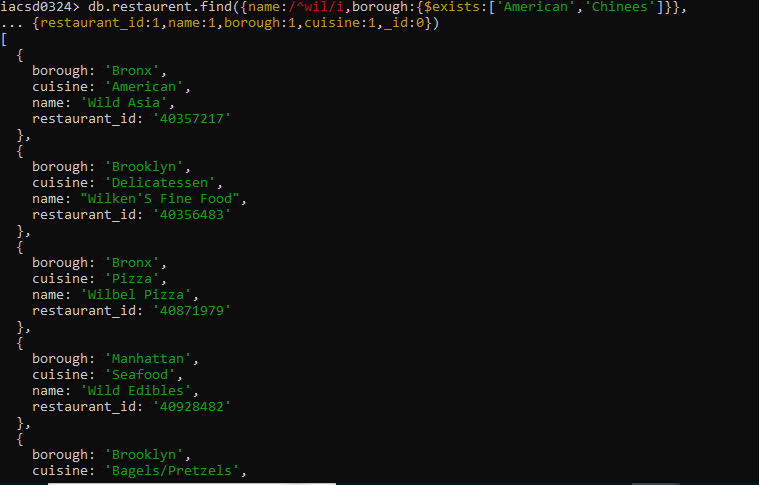 iacsd0324> db.restaurent.find({name:/^wil/i,borough:{$exists:['American','Chinees']}},
... {restaurant_id:1,name:1,borough:1,cuisine:1,_id:0})
[
  {
    borough: 'Bronx',
    cuisine: 'American',
    name: 'Wild Asia',
    restaurant_id: '40357217'
  },
  {
    borough: 'Brooklyn',
    cuisine: 'Delicatessen',
    name: "Wilken'S Fine Food",
    restaurant_id: '40356483'
  },
  {
    borough: 'Bronx',
    cuisine: 'Pizza',
    name: 'Wilbel Pizza',
    restaurant_id: '40871979'
  },
  {
    borough: 'Manhattan',
    cuisine: 'Seafood',
    name: 'Wild Edibles',
    restaurant_id: '40928482'
  },
  {
    borough: 'Brooklyn',
    cuisine: 'Bagels/Pretzels',